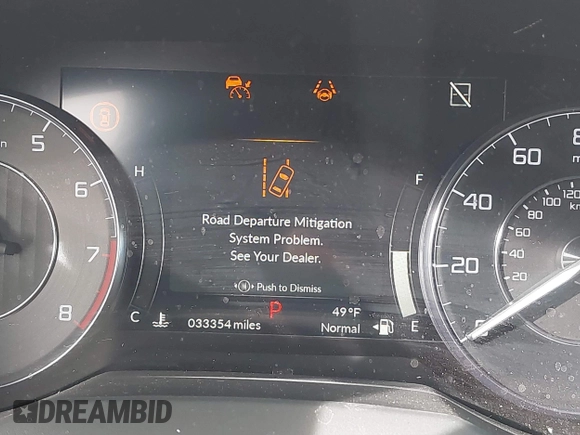 5
6
7
8
H
C
Road Departure Mitigation
System Problem.
See Your Dealer.
Push to Dismiss
033354 miles
P
49°F
Normal
F
E
20
40
60
20
40
60
80
100
120
DREAMBID